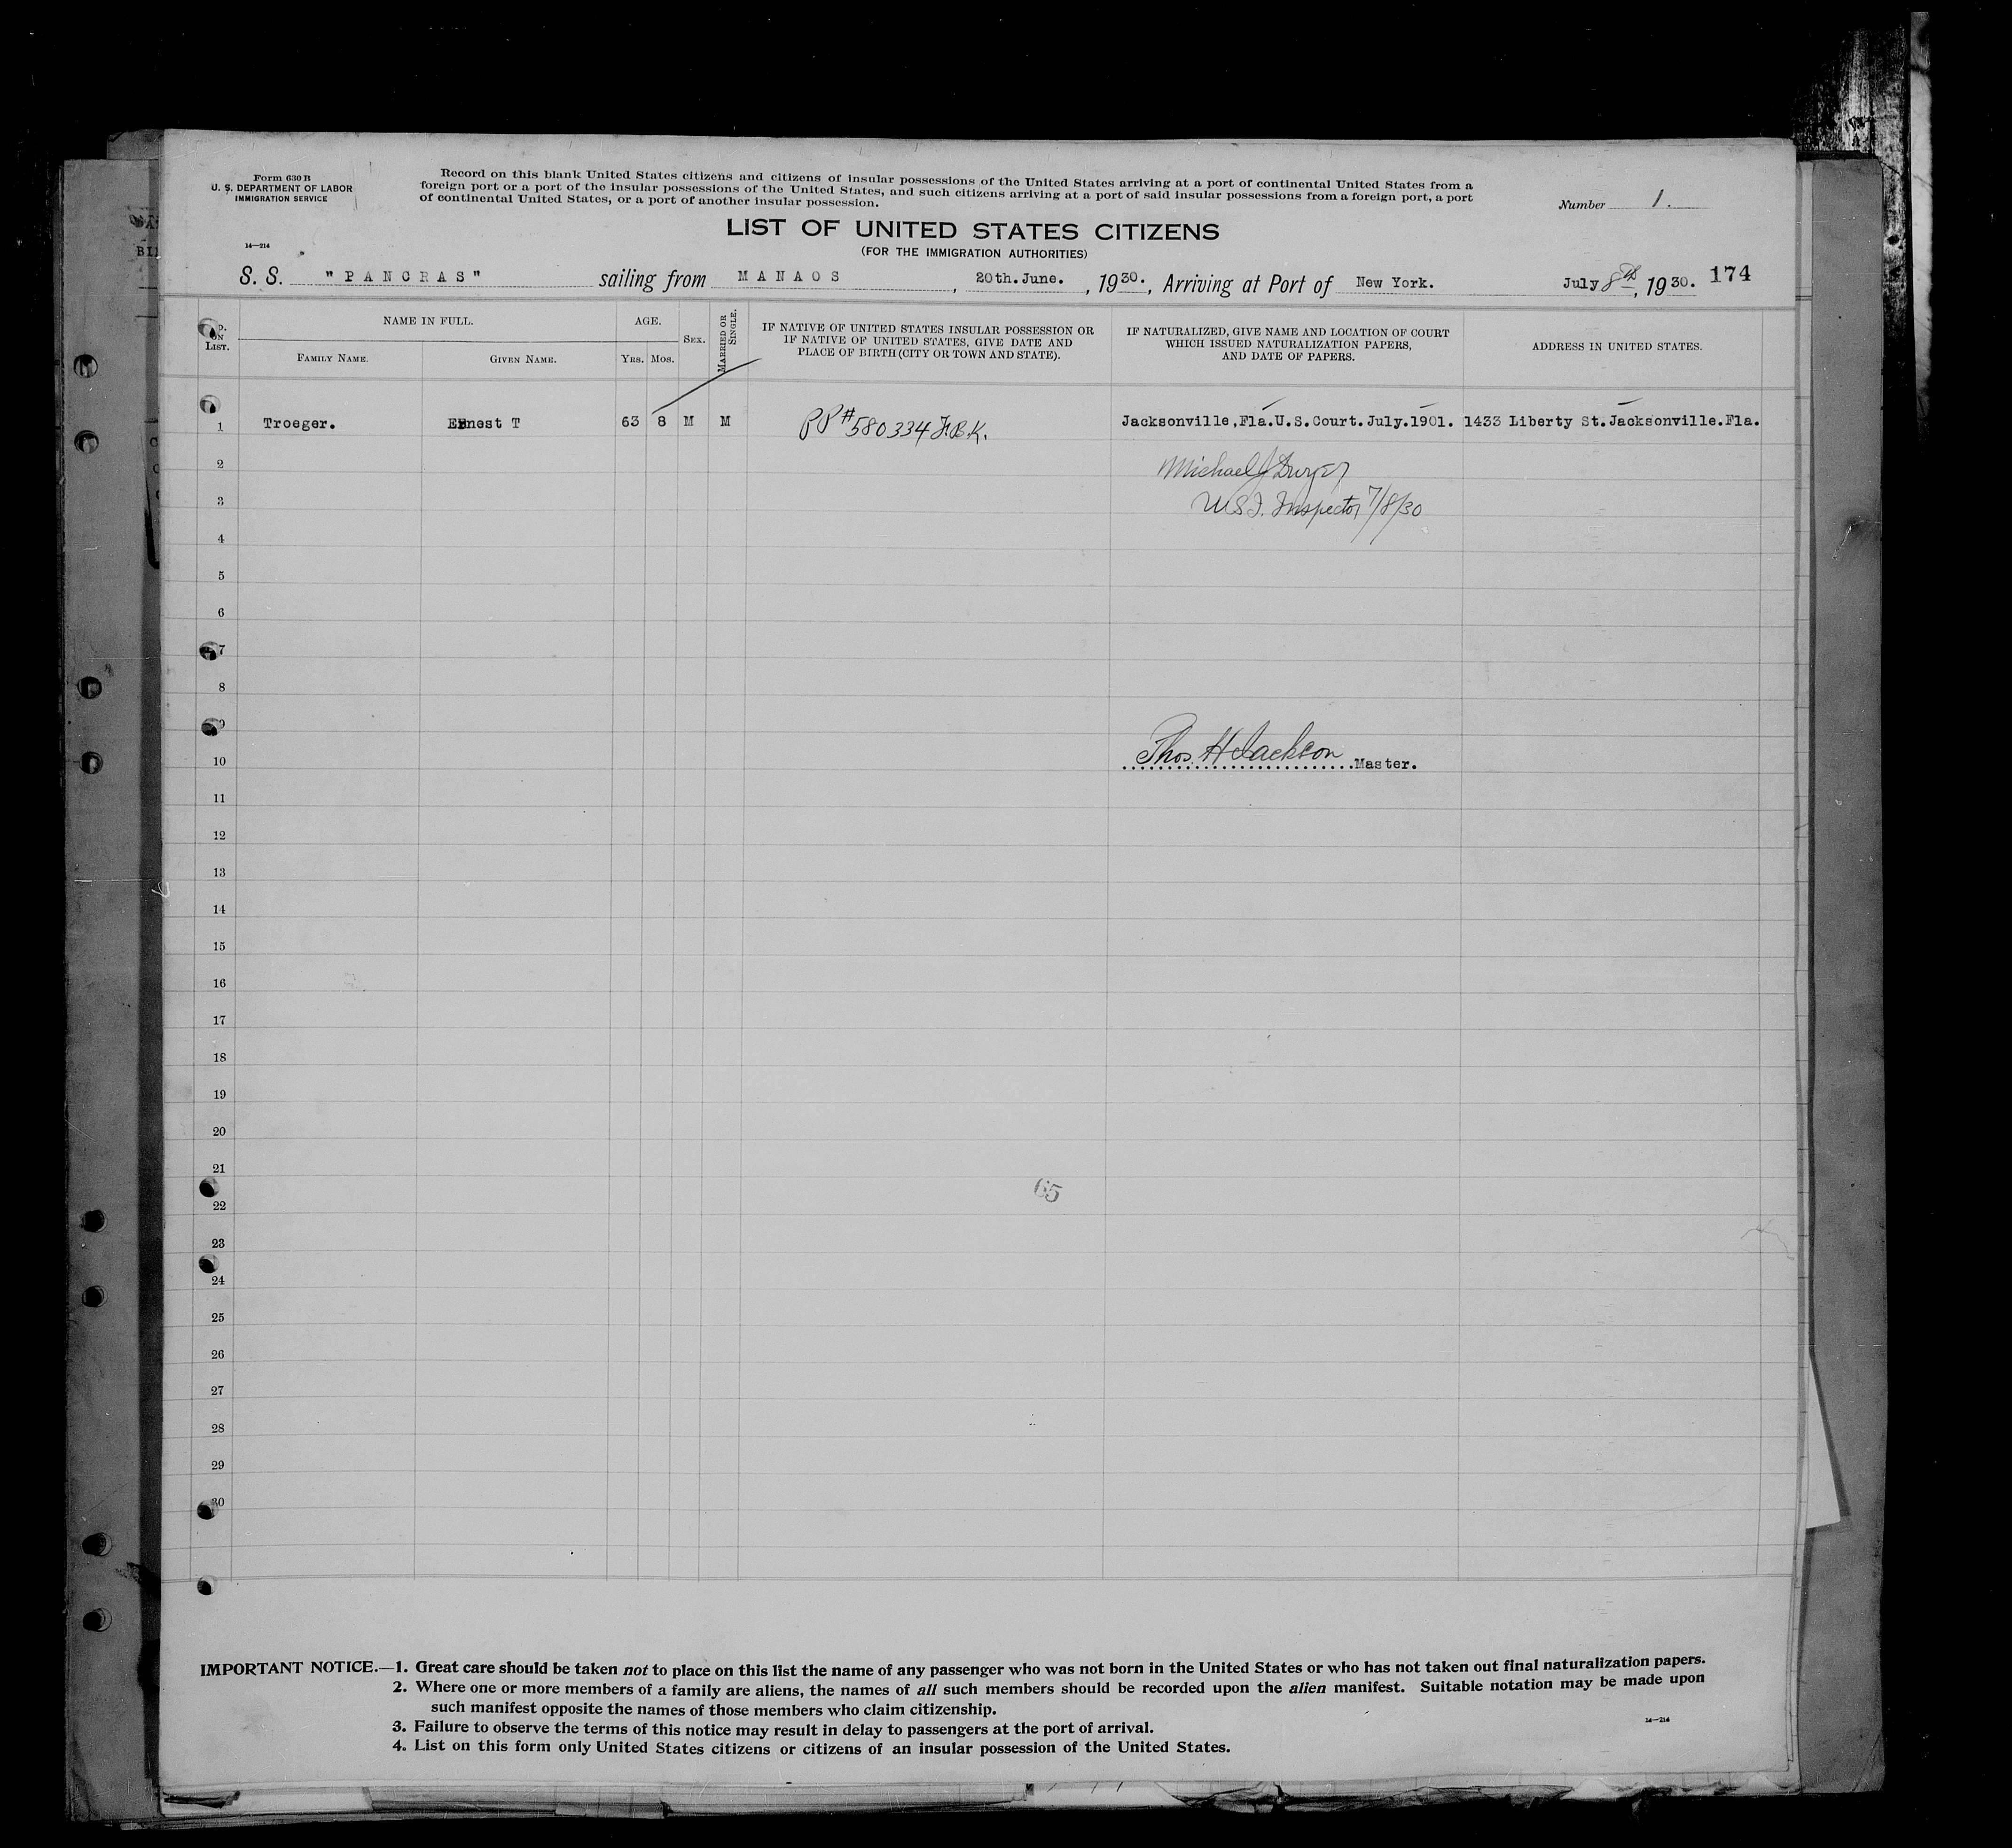 Form 630 B
U. S. DEPARTMENT OF LABOR
IMMIGRATION SERVICE
14—214
Record on this blank United States citizens and citizens of insular possessions of the United States arriving at a port of continental United States from a
foreign port or a port of the insular possessions of the United States, and such citizens arriving at a port of said insular possessions from a foreign port, a port
of continental United States, or a port of another insular possession.
Number 1.
LIST OF UNITED STATES CITIZENS
(FOR THE IMMIGRATION AUTHORITIES)
S. S. "PANCRAS" sailing from MANAOS, 20th.June., 1930., Arriving at Port of New York. July 8th, 1930. 174
ON LIST.
NAME IN FULL.
FAMILY NAME.
GIVEN NAME.
AGE.
YRS.
MOS.
SEX.
MARRIED OR SINGLE.
IF NATIVE OF UNITED STATES INSULAR POSSESSION OR
IF NATIVE OF UNITED STATES, GIVE DATE AND
PLACE OF BIRTH (CITY OR TOWN AND STATE).
IF NATURALIZED, GIVE NAME AND LOCATION OF COURT
WHICH ISSUED NATURALIZATION PAPERS,
AND DATE OF PAPERS.
ADDRESS IN UNITED STATES.
1 Troeger. Ernest T 63 8 M M PP#580334 F.B.K. Jacksonville,Fla.U.S.Court.July.1901. 1433 Liberty St.Jacksonville.Fla.
2 Michael J Dwyer
3 U.S.I. Inspector 7/8/30
4
5
6
7
8
9
10 Thos. H Jackson Master.
11
12
13
14
15
16
17
18
19
20
21
65
22
23
24
25
26
27
28
29
30
IMPORTANT NOTICE.—1. Great care should be taken not to place on this list the name of any passenger who was not born in the United States or who has not taken out final naturalization papers.
2. Where one or more members of a family are aliens, the names of all such members should be recorded upon the alien manifest. Suitable notation may be made upon
such manifest opposite the names of those members who claim citizenship.
3. Failure to observe the terms of this notice may result in delay to passengers at the port of arrival.
14—214
4. List on this form only United States citizens or citizens of an insular possession of the United States.